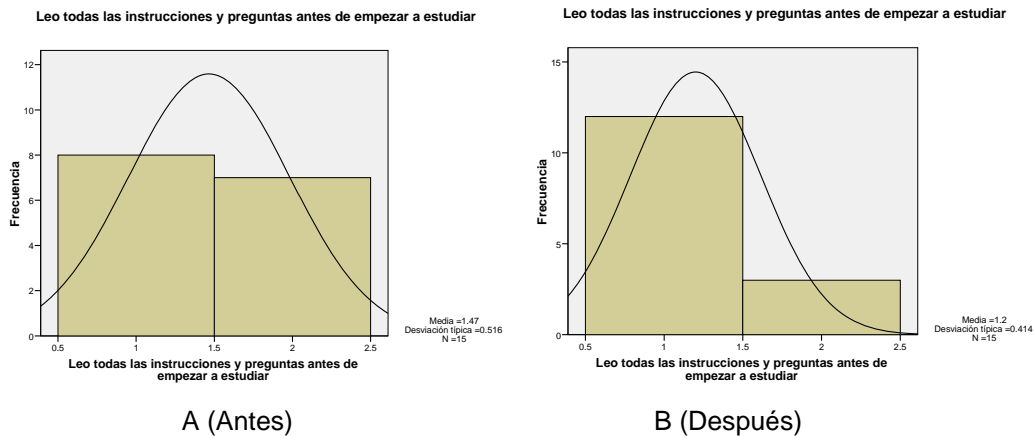 Leo todas las instrucciones y preguntas antes de empezar a estudiar
12
10
8
6
4
2
0
Frecuencia
0.5 1 1.5 2 2.5
Leo todas las instrucciones y preguntas antes de
empezar a estudiar
Media =1.47
Desviación típica =0.516
N =15
A (Antes)
Leo todas las instrucciones y preguntas antes de empezar a estudiar
15
10
5
0
Frecuencia
0.5 1 1.5 2 2.5
Leo todas las instrucciones y preguntas antes de
empezar a estudiar
Media =1.2
Desviación típica =0.414
N =15
B (Después)